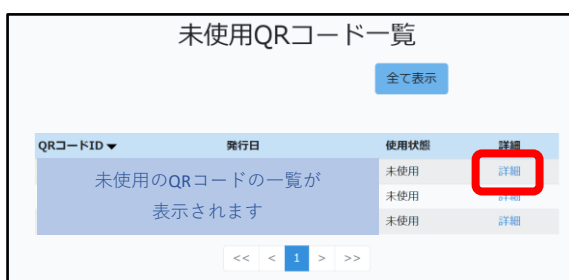 未使用QRコード一覧
全て表示
QRコードID▼ 発行日 使用状態 詳細
未使用のQRコードの一覧が
表示されます
未使用 詳細
未使用 詳細
未使用 詳細
<< < 1 > >>